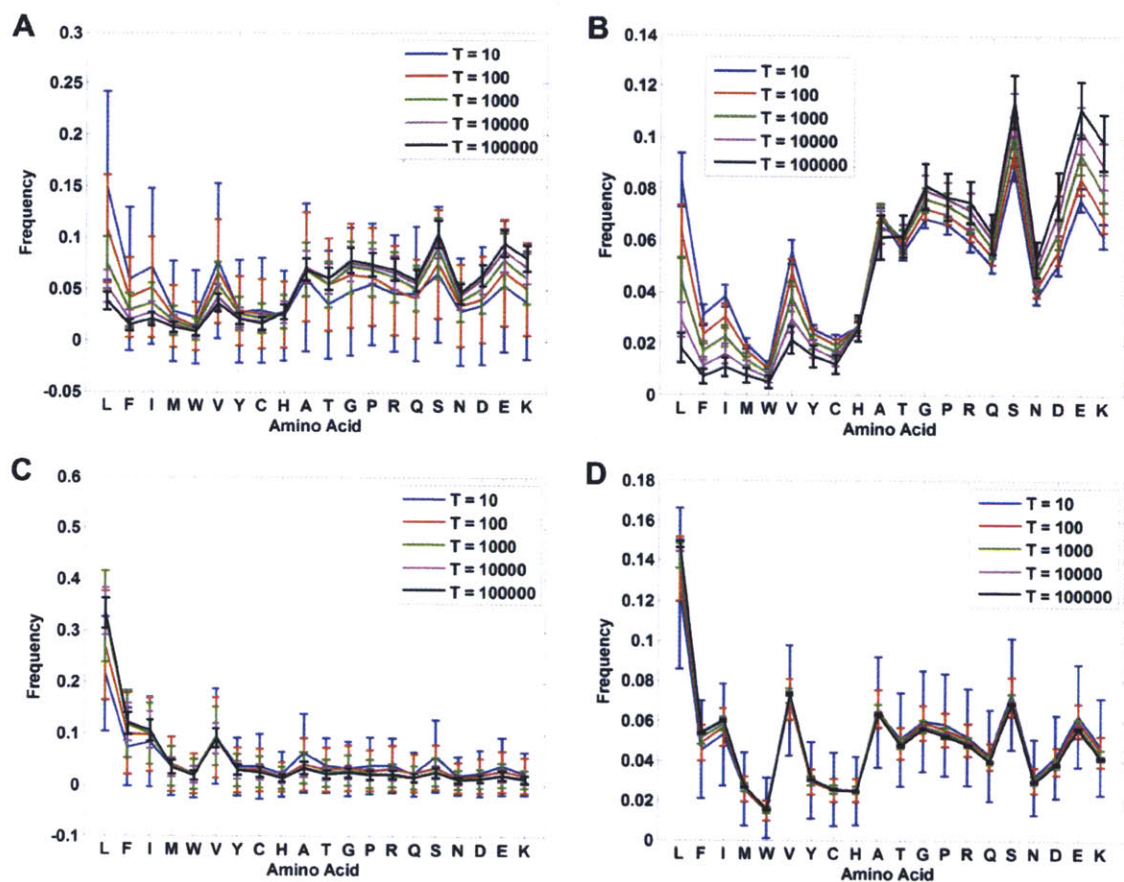 A
0.3
0.25
0.2
0.15
0.1
0.05
0
-0.05
Frequency
T = 10
T = 100
T = 1000
T = 10000
T = 100000
L F I M W V Y C H A T G P R Q S N D E K
Amino Acid
B
0.14
0.12
0.1
0.08
0.06
0.04
0.02
0
Frequency
T = 10
T = 100
T = 1000
T = 10000
T = 100000
L F I M W V Y C H A T G P R Q S N D E K
Amino Acid
C
0.6
0.5
0.4
0.3
0.2
0.1
0
-0.1
Frequency
T = 10
T = 100
T = 1000
T = 10000
T = 100000
L F I M W V Y C H A T G P R Q S N D E K
Amino Acid
D
0.18
0.16
0.14
0.12
0.1
0.08
0.06
0.04
0.02
0
Frequency
T = 10
T = 100
T = 1000
T = 10000
T = 100000
L F I M W V Y C H A T G P R Q S N D E K
Amino Acid